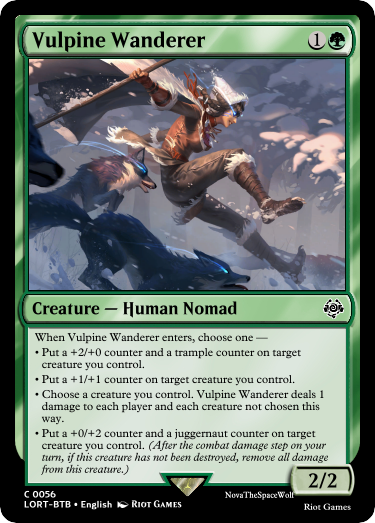 Vulpine Wanderer 1
Creature — Human Nomad
When Vulpine Wanderer enters, choose one —
• Put a +2/+0 counter and a trample counter on target
creature you control.
• Put a +1/+1 counter on target creature you control.
• Choose a creature you control. Vulpine Wanderer deals 1
damage to each player and each creature not chosen this
way.
• Put a +0/+2 counter and a juggernaut counter on target
creature you control. (After the combat damage step on your
turn, if this creature has not been destroyed, remove all
damage from this creature.)
2/2
C 0056
NovaTheSpaceWolf
LORT-BTB • English Riot Games
Riot Games